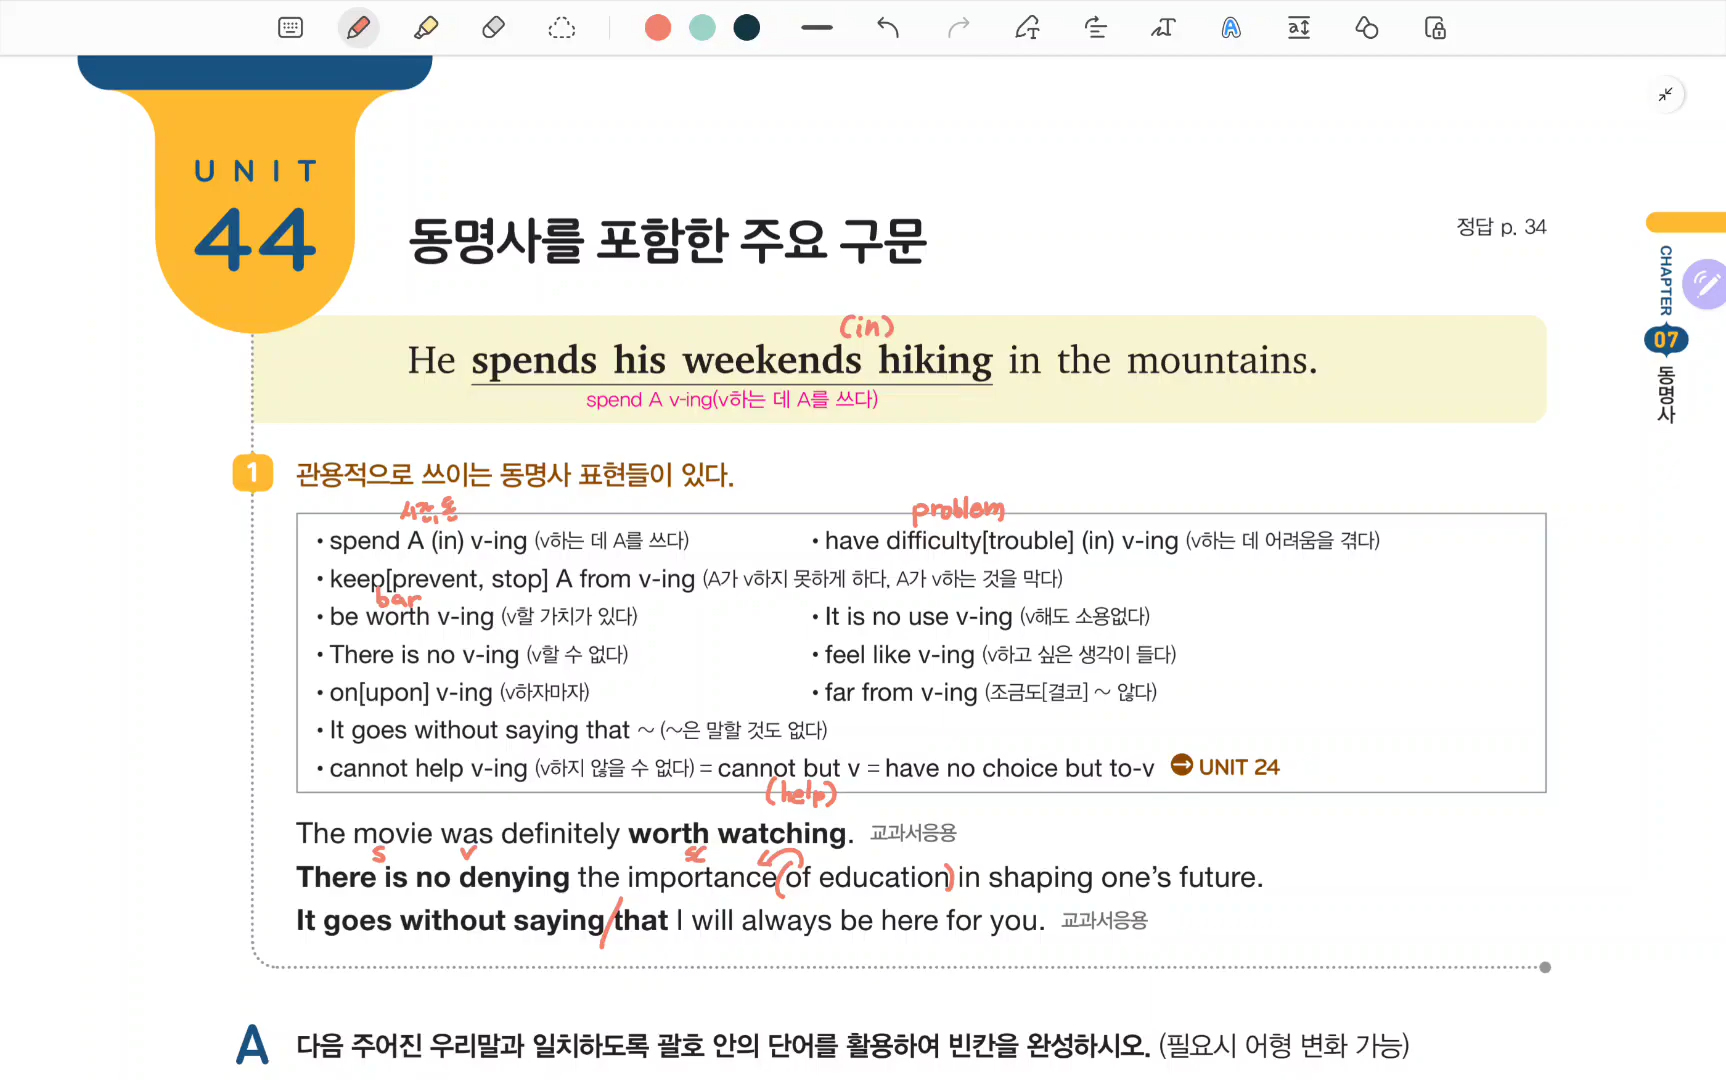 UNIT
44
동명사를 포함한 주요 구문
정답 p. 34
CHAPTER
07
동명사
(in)
He spends his weekends hiking in the mountains.
spend A v-ing(v하는 데 A를 쓰다)
1 관용적으로 쓰이는 동명사 표현들이 있다.
시간, 돈
problem
• spend A (in) v-ing (v하는 데 A를 쓰다)
• have difficulty[trouble] (in) v-ing (v하는 데 어려움을 겪다)
• keep[prevent, stop] A from v-ing (A가 v하지 못하게 하다, A가 v하는 것을 막다)
bar
• be worth v-ing (v할 가치가 있다)
• It is no use v-ing (v해도 소용없다)
• There is no v-ing (v할 수 없다)
• feel like v-ing (v하고 싶은 생각이 들다)
• on[upon] v-ing (v하자마자)
• far from v-ing (조금도[결코] ~ 않다)
• It goes without saying that ~ (~은 말할 것도 없다)
• cannot help v-ing (v하지 않을 수 없다) = cannot but v = have no choice but to-v → UNIT 24
(help)
The movie was definitely worth watching. 교과서응용
s v sc
There is no denying the importance (of education) in shaping one's future.
It goes without saying / that I will always be here for you. 교과서응용
A 다음 주어진 우리말과 일치하도록 괄호 안의 단어를 활용하여 빈칸을 완성하시오. (필요시 어형 변화 가능)